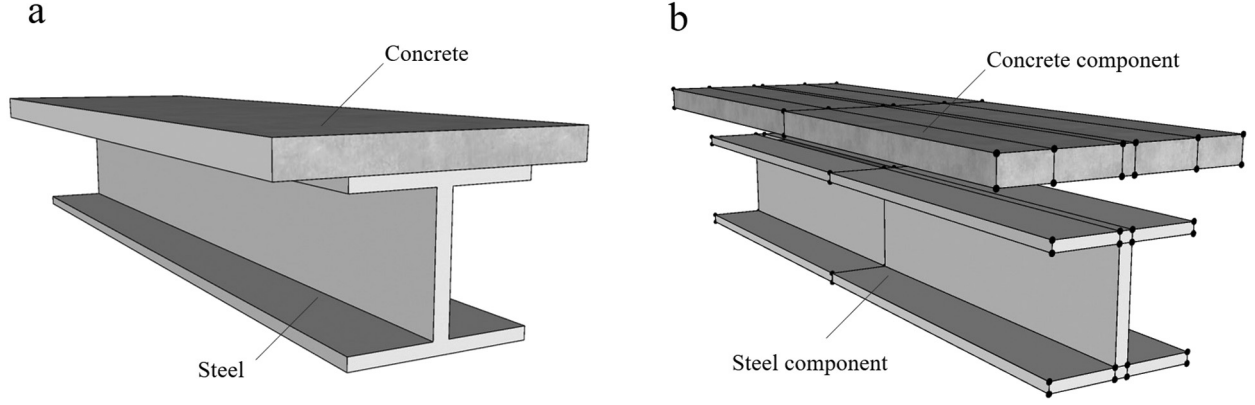 a
Concrete
Steel
b
Concrete component
Steel component